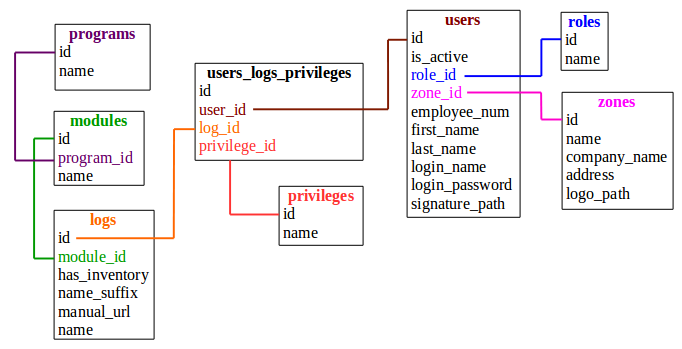 programs
id
name
modules
id
program_id
name
logs
id
module_id
has_inventory
name_suffix
manual_url
name
users_logs_privileges
id
user_id
log_id
privilege_id
privileges
id
name
users
id
is_active
role_id
zone_id
employee_num
first_name
last_name
login_name
login_password
signature_path
roles
id
name
zones
id
name
company_name
address
logo_path